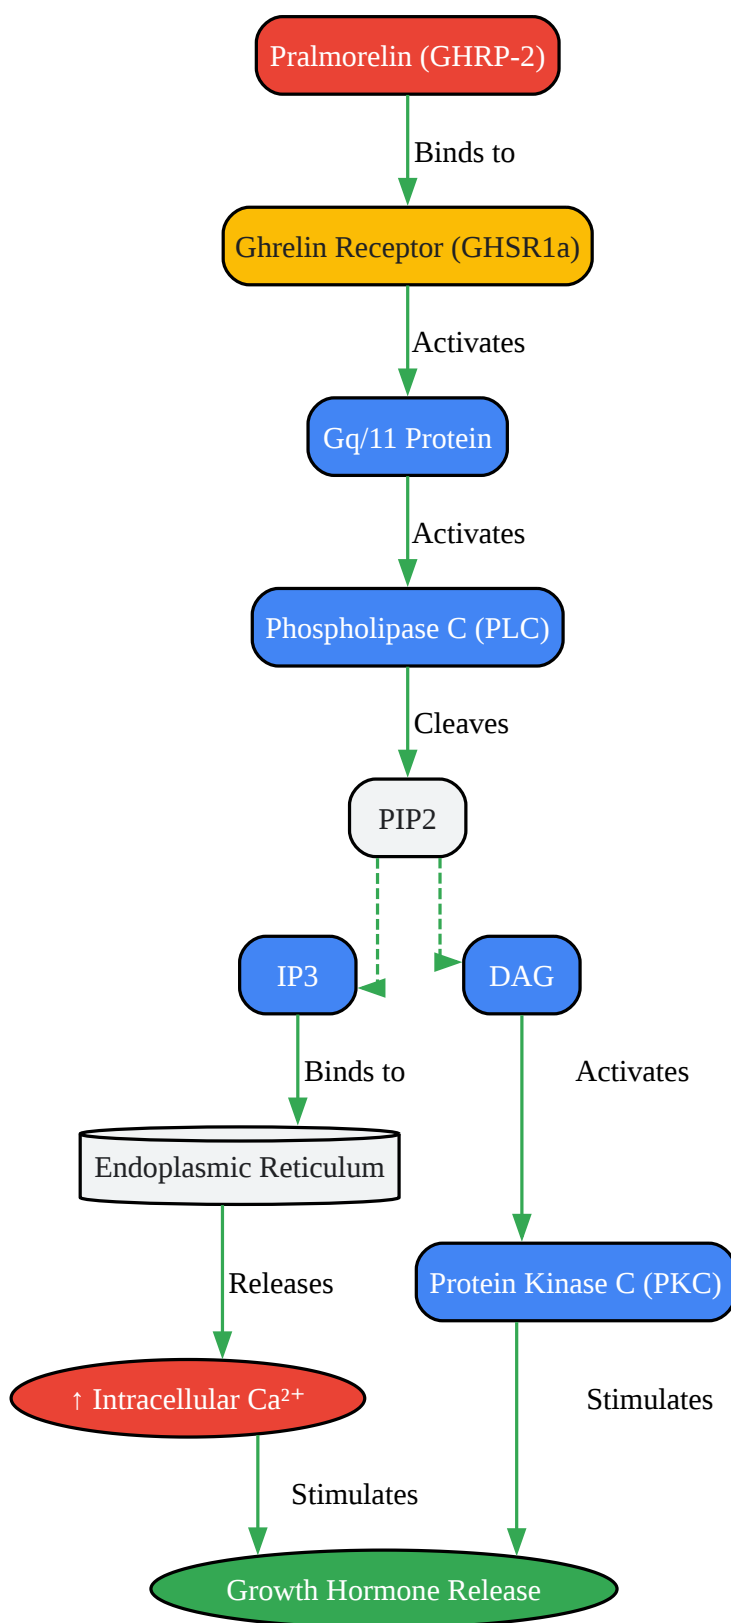 Pralmorelin (GHRP-2)
Binds to
Ghrelin Receptor (GHSR1a)
Activates
Gq/11 Protein
Activates
Phospholipase C (PLC)
Cleaves
PIP2
IP3
DAG
Binds to
Activates
Endoplasmic Reticulum
Releases
Protein Kinase C (PKC)
↑ Intracellular Ca²⁺
Stimulates
Stimulates
Growth Hormone Release